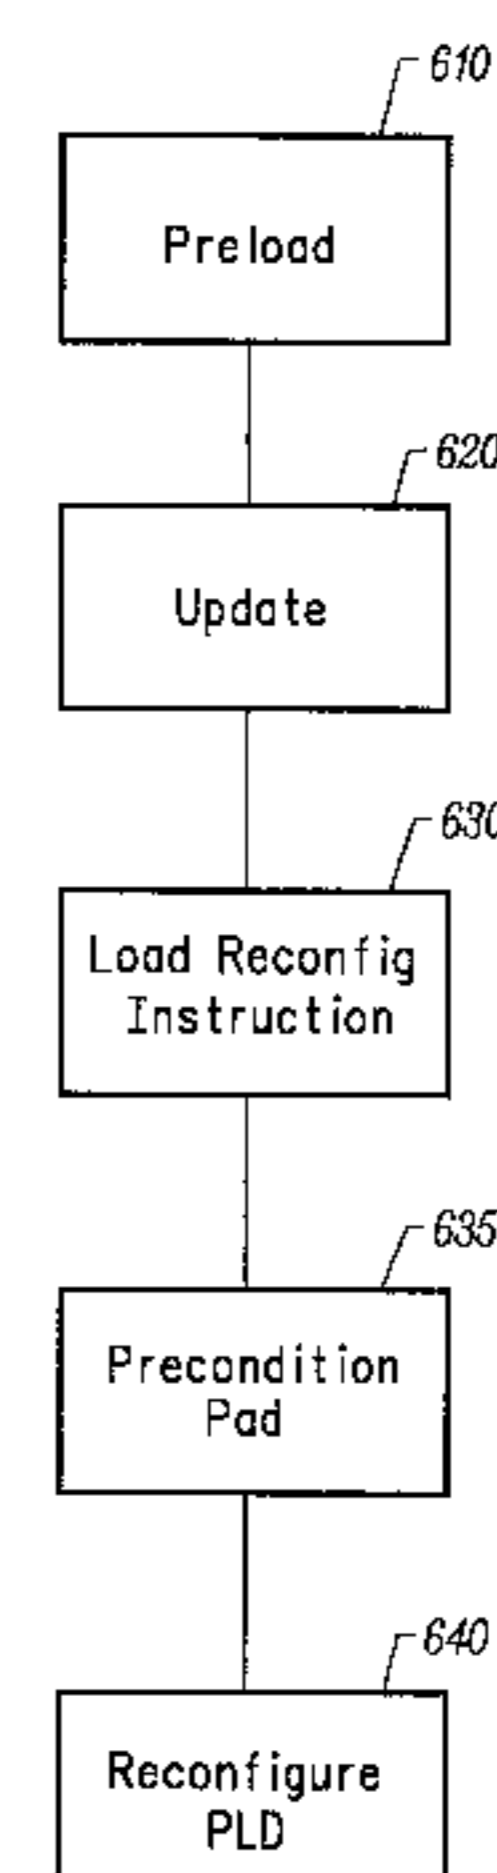 610
Preload
620
Update
630
Load Reconfig
Instruction
635
Precondition
Pad
640
Reconfigure
PLD